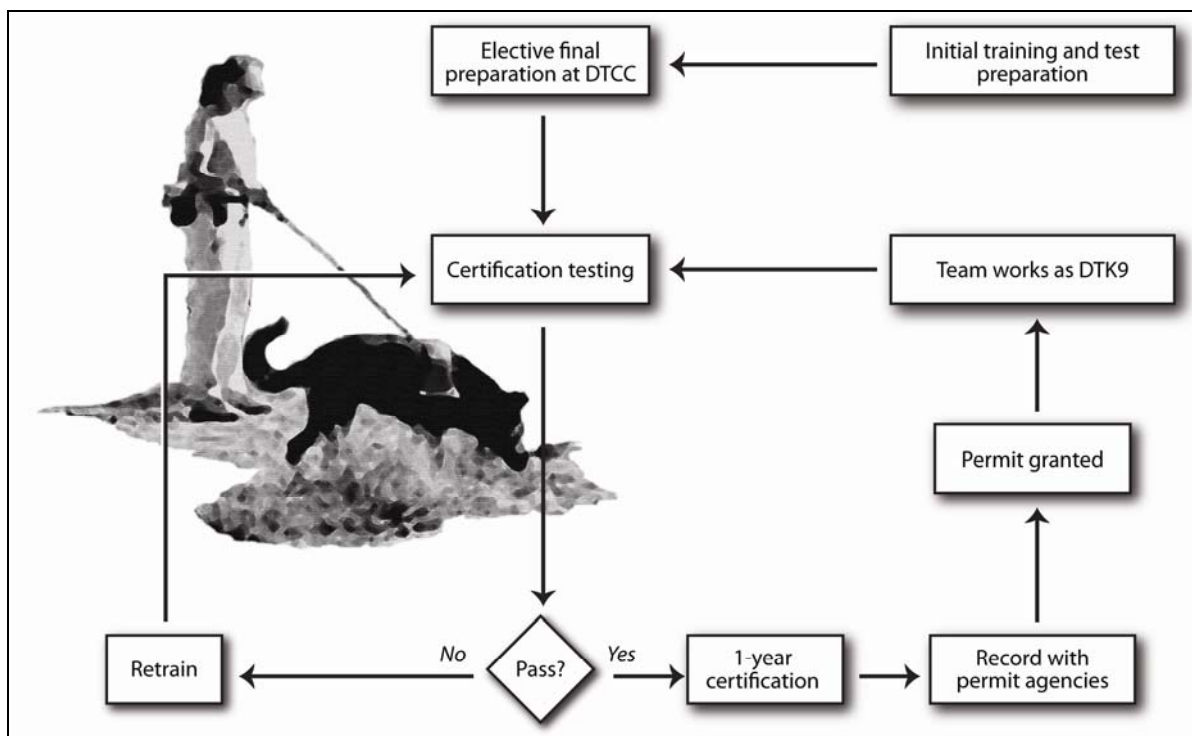 Elective final
preparation at DTCC
Initial training and test
preparation
Certification testing
Team works as DTK9
Permit granted
Retrain
No
Pass?
Yes
1-year
certification
Record with
permit agencies